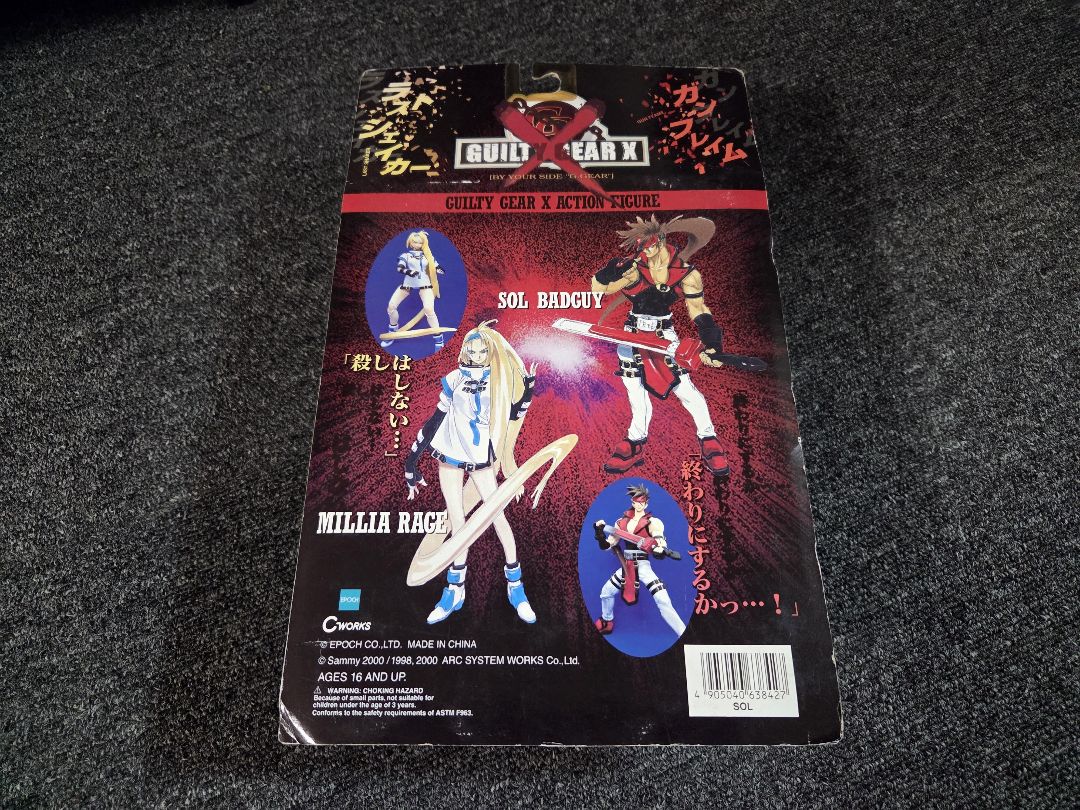 ラスト
シェイカー
ガン
フレイム
GUILTY GEAR X
[BY YOUR SIDE "G.GEAR"]
GUILTY GEAR X ACTION FIGURE
SOL BADGUY
「殺し
はしない…」
MILLIA RAGE
「終わりにするかっ…！」
EPOCH
C-WORKS
© EPOCH CO.,LTD. MADE IN CHINA
© Sammy 2000 / 1998, 2000 ARC SYSTEM WORKS Co.,Ltd.
AGES 16 AND UP.
⚠ WARNING: CHOKING HAZARD
Because of small parts, not suitable for
children under the age of 3 years.
Conforms to the safety requirements of ASTM F963.
4 905040 638427
SOL